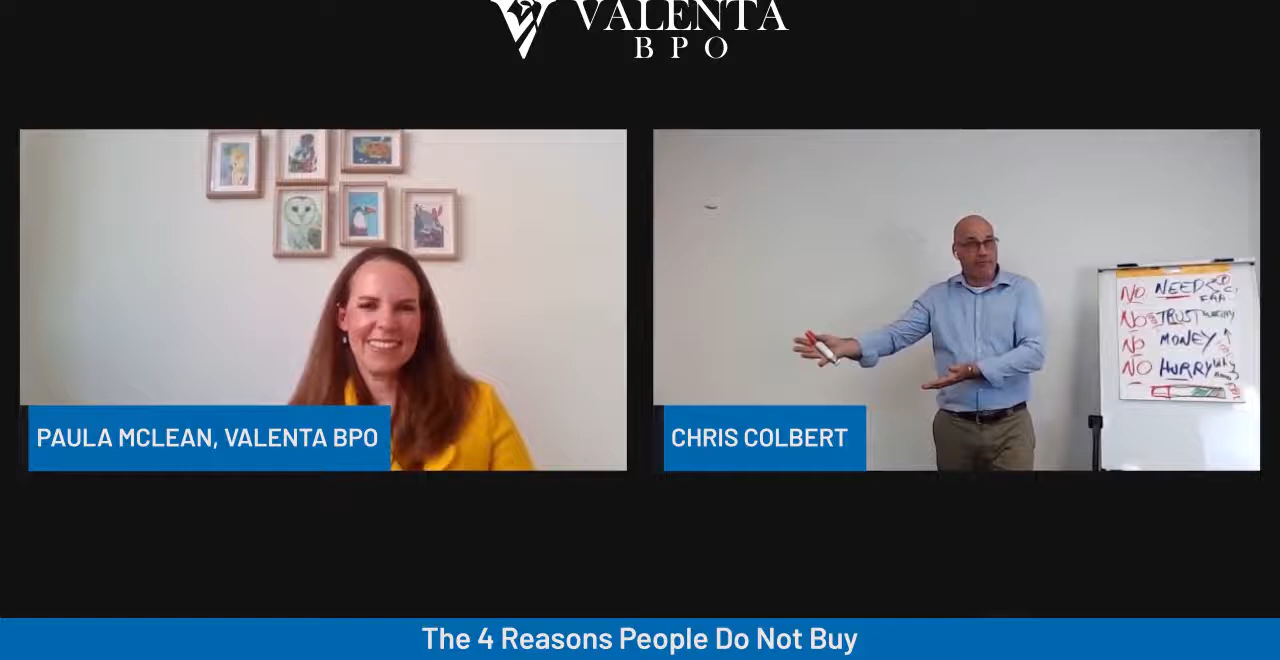 VALENTA
BPO
PAULA MCLEAN, VALENTA BPO
CHRIS COLBERT
NO NEED
NO TRUST
NO MONEY
NO HURRY
The 4 Reasons People Do Not Buy